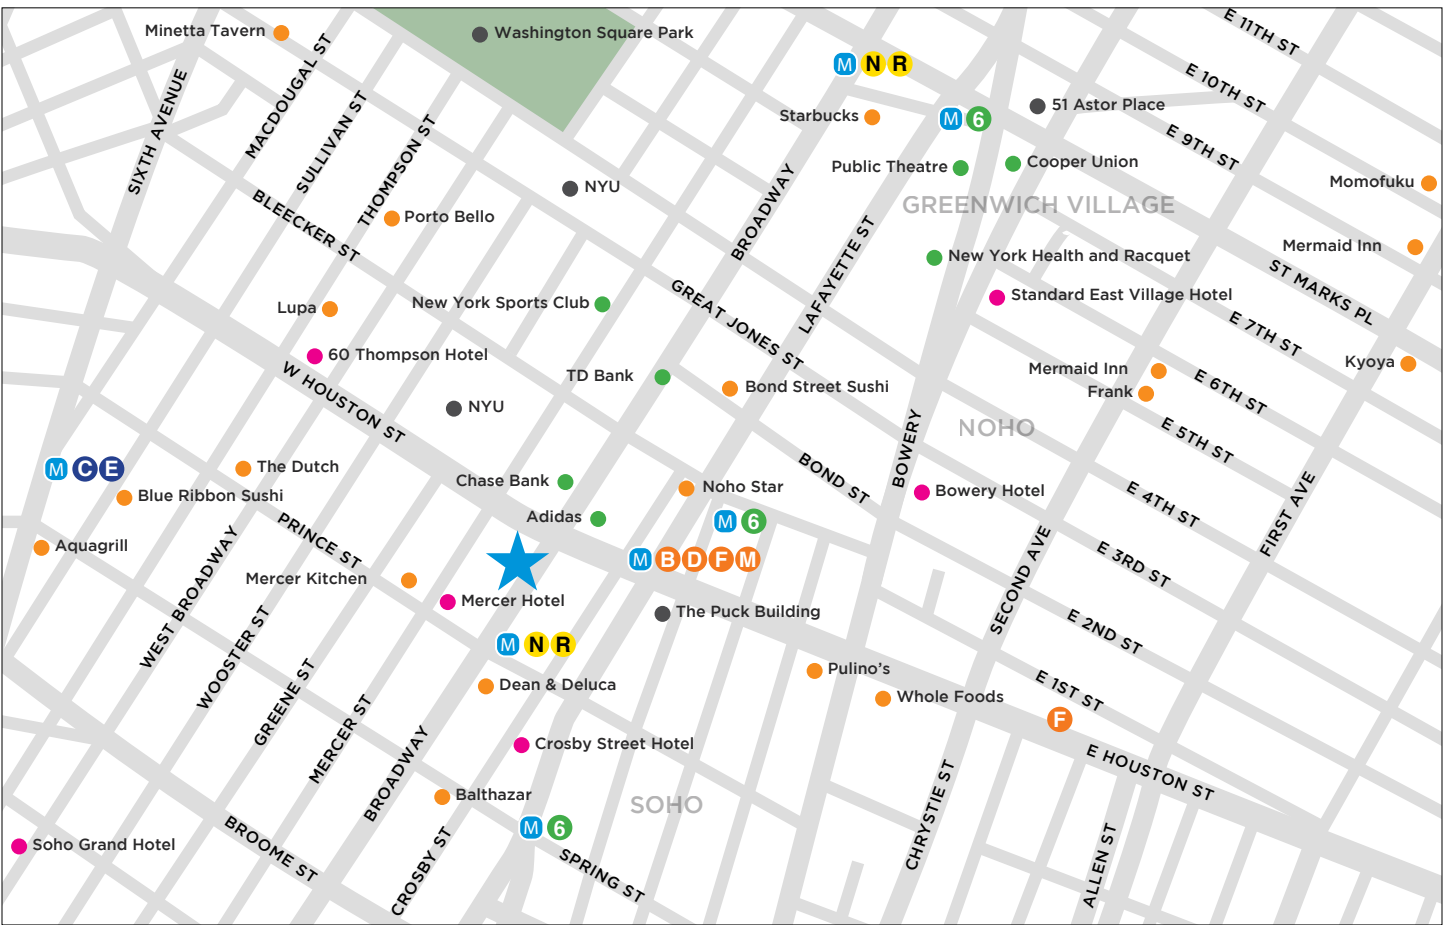 E 11TH ST
Minetta Tavern
Washington Square Park
MACDOUGAL ST
M N R
E 10TH ST
SIXTH AVENUE
51 Astor Place
SULLIVAN ST
Starbucks
M 6
THOMPSON ST
E 9TH ST
Public Theatre
Cooper Union
NYU
Momofuku
BLEECKER ST
Porto Bello
BROADWAY
GREENWICH VILLAGE
LAFAYETTE ST
Mermaid Inn
New York Health and Racquet
ST MARKS PL
Lupa
New York Sports Club
GREAT JONES ST
Standard East Village Hotel
E 7TH ST
60 Thompson Hotel
Kyoya
W HOUSTON ST
TD Bank
Bond Street Sushi
Mermaid Inn
Frank
E 6TH ST
NYU
NOHO
E 5TH ST
BOWERY
M C E
The Dutch
Blue Ribbon Sushi
Chase Bank
Noho Star
BOND ST
Bowery Hotel
E 4TH ST
FIRST AVE
Adidas
M 6
PRINCE ST
Aquagrill
M B D F M
E 3RD ST
SECOND AVE
Mercer Kitchen
Mercer Hotel
WEST BROADWAY
The Puck Building
E 2ND ST
WOOSTER ST
M N R
Pulino's
GREENE ST
Dean & Deluca
Whole Foods
E 1ST ST
F
MERCER ST
Crosby Street Hotel
BROADWAY
E HOUSTON ST
Balthazar
SOHO
CHRYSTIE ST
M 6
Soho Grand Hotel
BROOME ST
CROSBY ST
SPRING ST
ALLEN ST